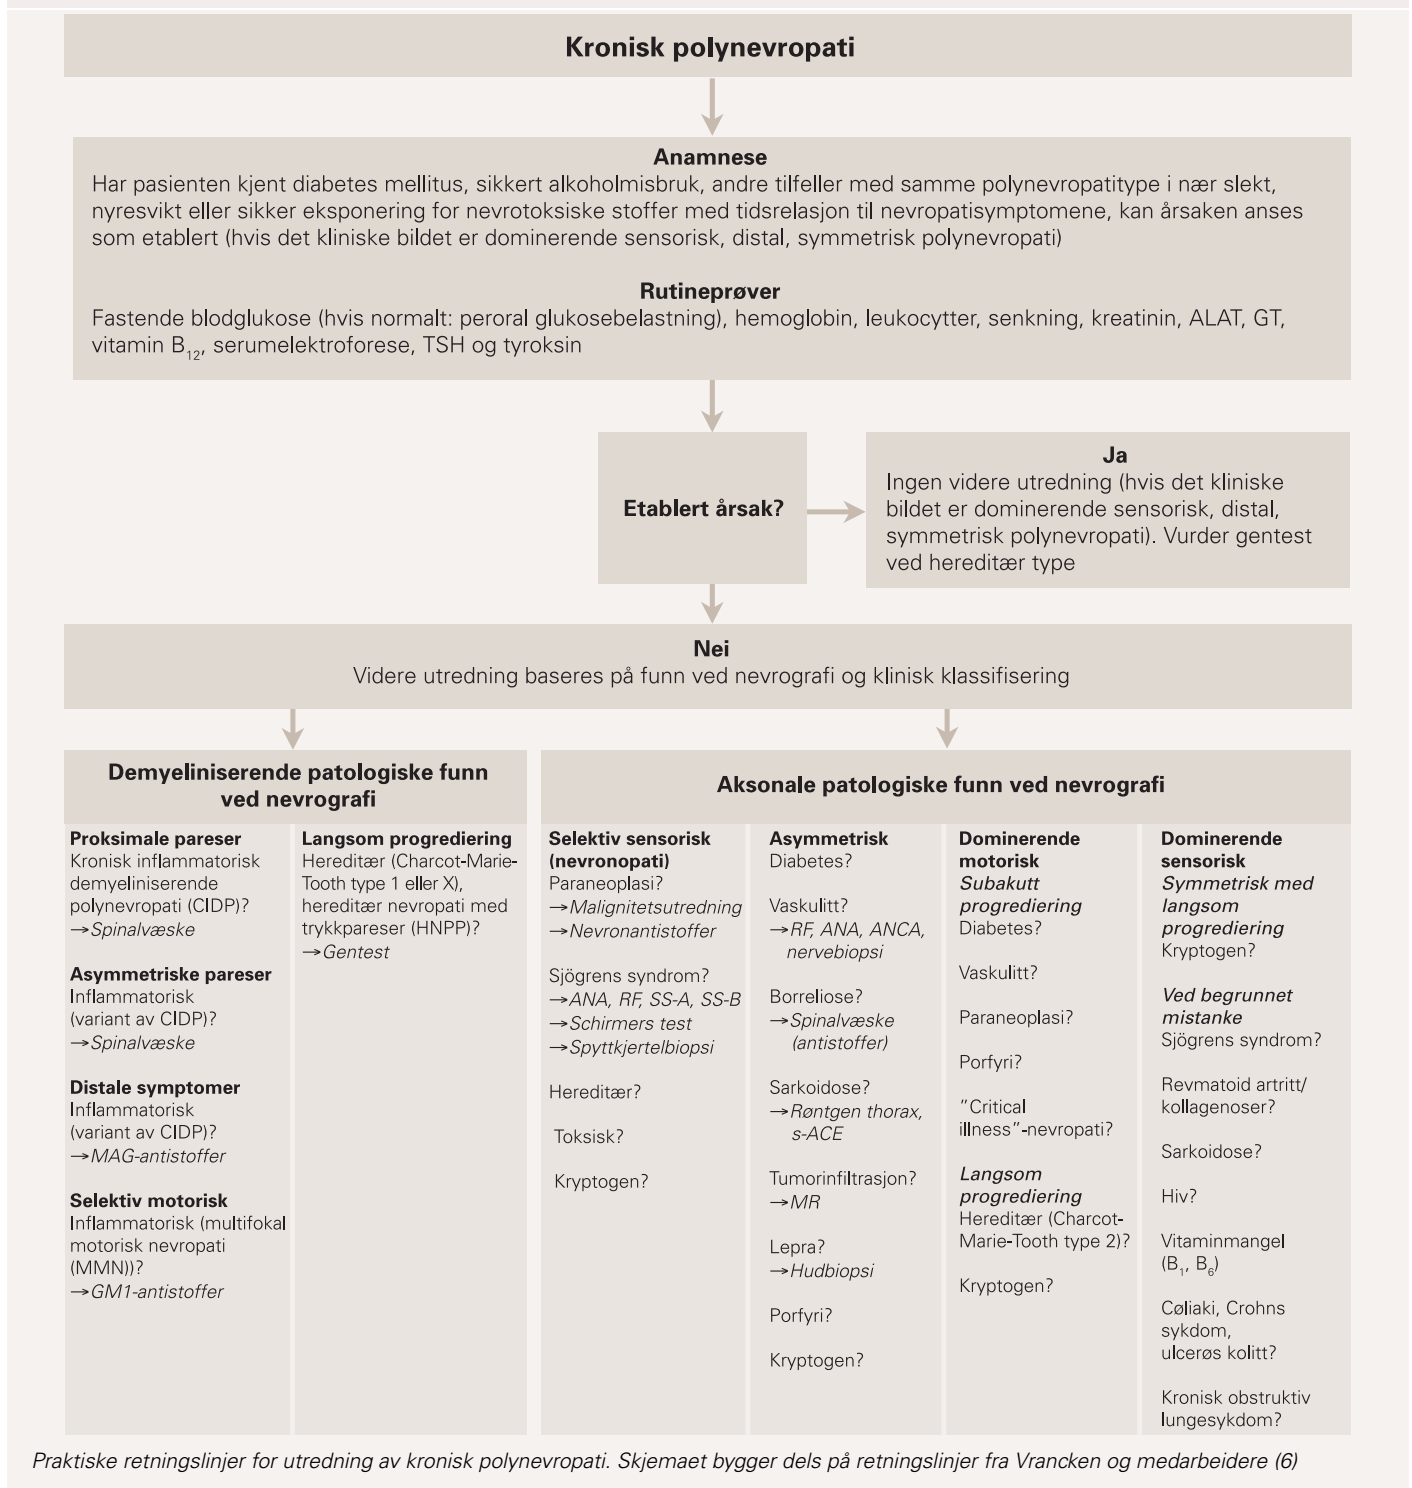 Kronisk polynevropati
Anamnese
Har pasienten kjent diabetes mellitus, sikkert alkoholmisbruk, andre tilfeller med samme polynevropatitype i nær slekt,
nyresvikt eller sikker eksponering for nevrotoksiske stoffer med tidsrelasjon til nevropatisymptomene, kan årsaken anses
som etablert (hvis det kliniske bildet er dominerende sensorisk, distal, symmetrisk polynevropati)
Rutineprøver
Fastende blodglukose (hvis normalt: peroral glukosebelastning), hemoglobin, leukocytter, senkning, kreatinin, ALAT, GT,
vitamin B12, serumelektroforese, TSH og tyroksin
Etablert årsak?
Ja
Ingen videre utredning (hvis det kliniske
bildet er dominerende sensorisk, distal,
symmetrisk polynevropati). Vurder gentest
ved hereditær type
Nei
Videre utredning baseres på funn ved nevrografi og klinisk klassifisering
Demyeliniserende patologiske funn
ved nevrografi
Proksimale pareser
Kronisk inflammatorisk
demyeliniserende
polynevropati (CIDP)?
→Spinalvæske
Asymmetriske pareser
Inflammatorisk
(variant av CIDP)?
→Spinalvæske
Distale symptomer
Inflammatorisk
(variant av CIDP)?
→MAG-antistoffer
Selektiv motorisk
Inflammatorisk (multifokal
motorisk nevropati
(MMN))?
→GM1-antistoffer
Langsom progrediering
Hereditær (Charcot-Marie-
Tooth type 1 eller X),
hereditær nevropati med
trykkpareser (HNPP)?
→Gentest
Aksonale patologiske funn ved nevrografi
Selektiv sensorisk
(nevronopati)
Paraneoplasi?
→Malignitetsutredning
→Nevronantistoffer
Sjögrens syndrom?
→ANA, RF, SS-A, SS-B
→Schirmers test
→Spyttkjertelbiopsi
Hereditær?
Toksisk?
Kryptogen?
Asymmetrisk
Diabetes?
Vaskulitt?
→RF, ANA, ANCA,
nervebiopsi
Borreliose?
→Spinalvæske
(antistoffer)
Sarkoidose?
→Røntgen thorax,
s-ACE
Tumorinfiltrasjon?
→MR
Lepra?
→Hudbiopsi
Porfyri?
Kryptogen?
Dominerende
motorisk
Subakutt
progrediering
Diabetes?
Vaskulitt?
Paraneoplasi?
Porfyri?
”Critical
illness”-nevropati?
Langsom
progrediering
Hereditær (Charcot-
Marie-Tooth type 2)?
Kryptogen?
Dominerende
sensorisk
Symmetrisk med
langsom
progrediering
Kryptogen?
Ved begrunnet
mistanke
Sjögrens syndrom?
Revmatoid artritt/
kollagenoser?
Sarkoidose?
Hiv?
Vitaminmangel
(B1, B6)
Cøliaki, Crohns
sykdom,
ulcerøs kolitt?
Kronisk obstruktiv
lungesykdom?
Praktiske retningslinjer for utredning av kronisk polynevropati. Skjemaet bygger dels på retningslinjer fra Vrancken og medarbeidere (6)